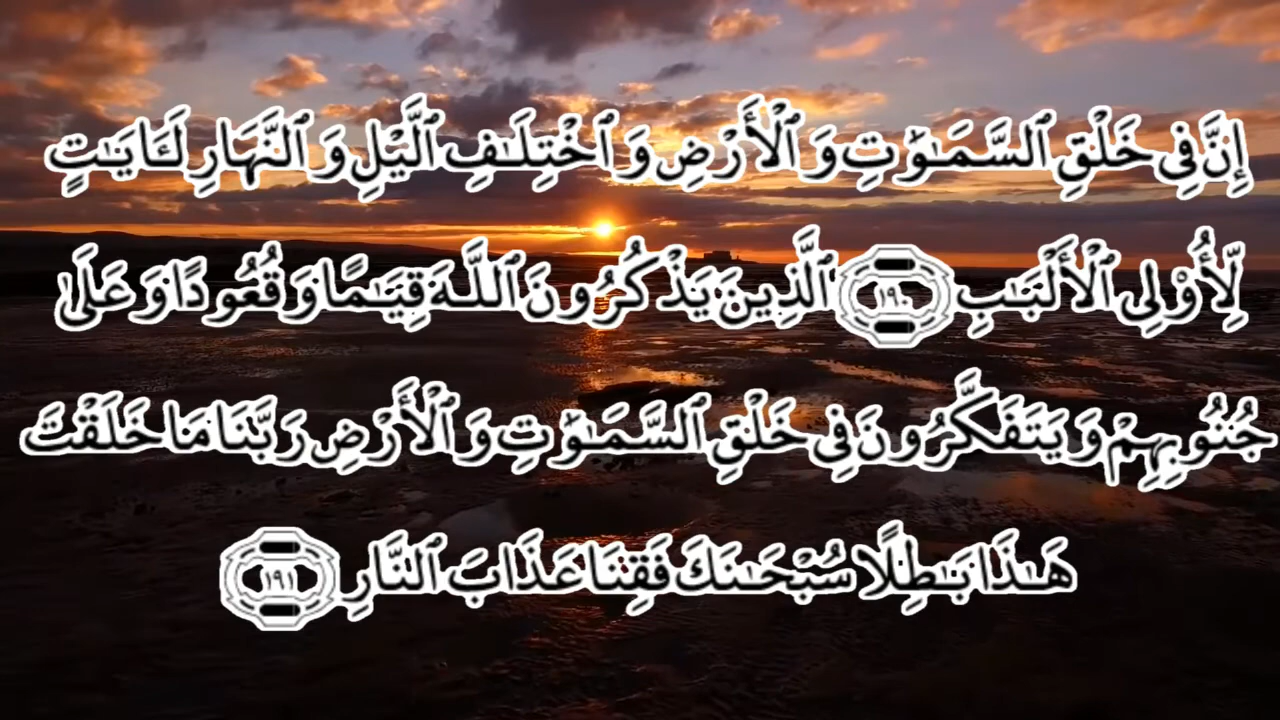 إِنَّ فِى خَلْقِ ٱلسَّمَـٰوَٰتِ وَٱلْأَرْضِ وَٱخْتِلَـٰفِ ٱلَّيْلِ وَٱلنَّهَارِ لَـَٔايَـٰتٍ
لِّأُو۟لِى ٱلْأَلْبَـٰبِ ١٩٠ ٱلَّذِينَ يَذْكُرُونَ ٱللَّهَ قِيَـٰمًا وَقُعُودًا وَعَلَىٰ
جُنُوبِهِمْ وَيَتَفَكَّرُونَ فِى خَلْقِ ٱلسَّمَـٰوَٰتِ وَٱلْأَرْضِ رَبَّنَا مَا خَلَقْتَ
هَـٰذَا بَـٰطِلًا سُبْحَـٰنَكَ فَقِنَا عَذَابَ ٱلنَّارِ ١٩١